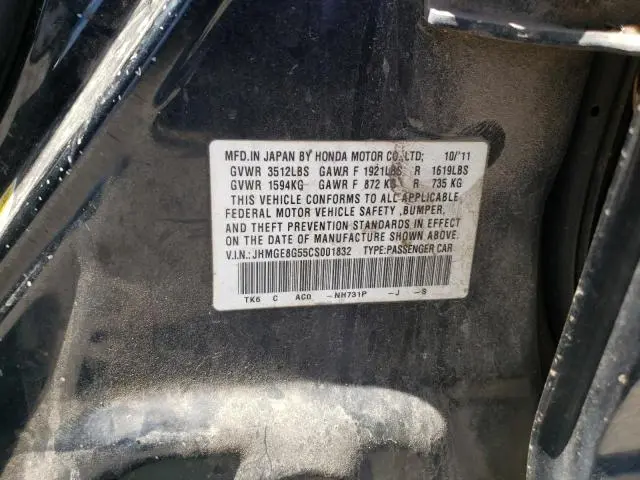 MFD.IN JAPAN BY HONDA MOTOR CO.,LTD; 10/'11
GVWR 3512LBS GAWR F 1921LBS R 1619LBS
GVWR 1594KG GAWR F 872 KG R 735 KG
THIS VEHICLE CONFORMS TO ALL APPLICABLE
FEDERAL MOTOR VEHICLE SAFETY ,BUMPER,
AND THEFT PREVENTION STANDARDS IN EFFECT
ON THE DATE OF MANUFACTURE SHOWN ABOVE.
V.I.N.: JHMGE8G55CS001832 TYPE:PASSENGER CAR
TK6 C AC0 -NH731P -J -S